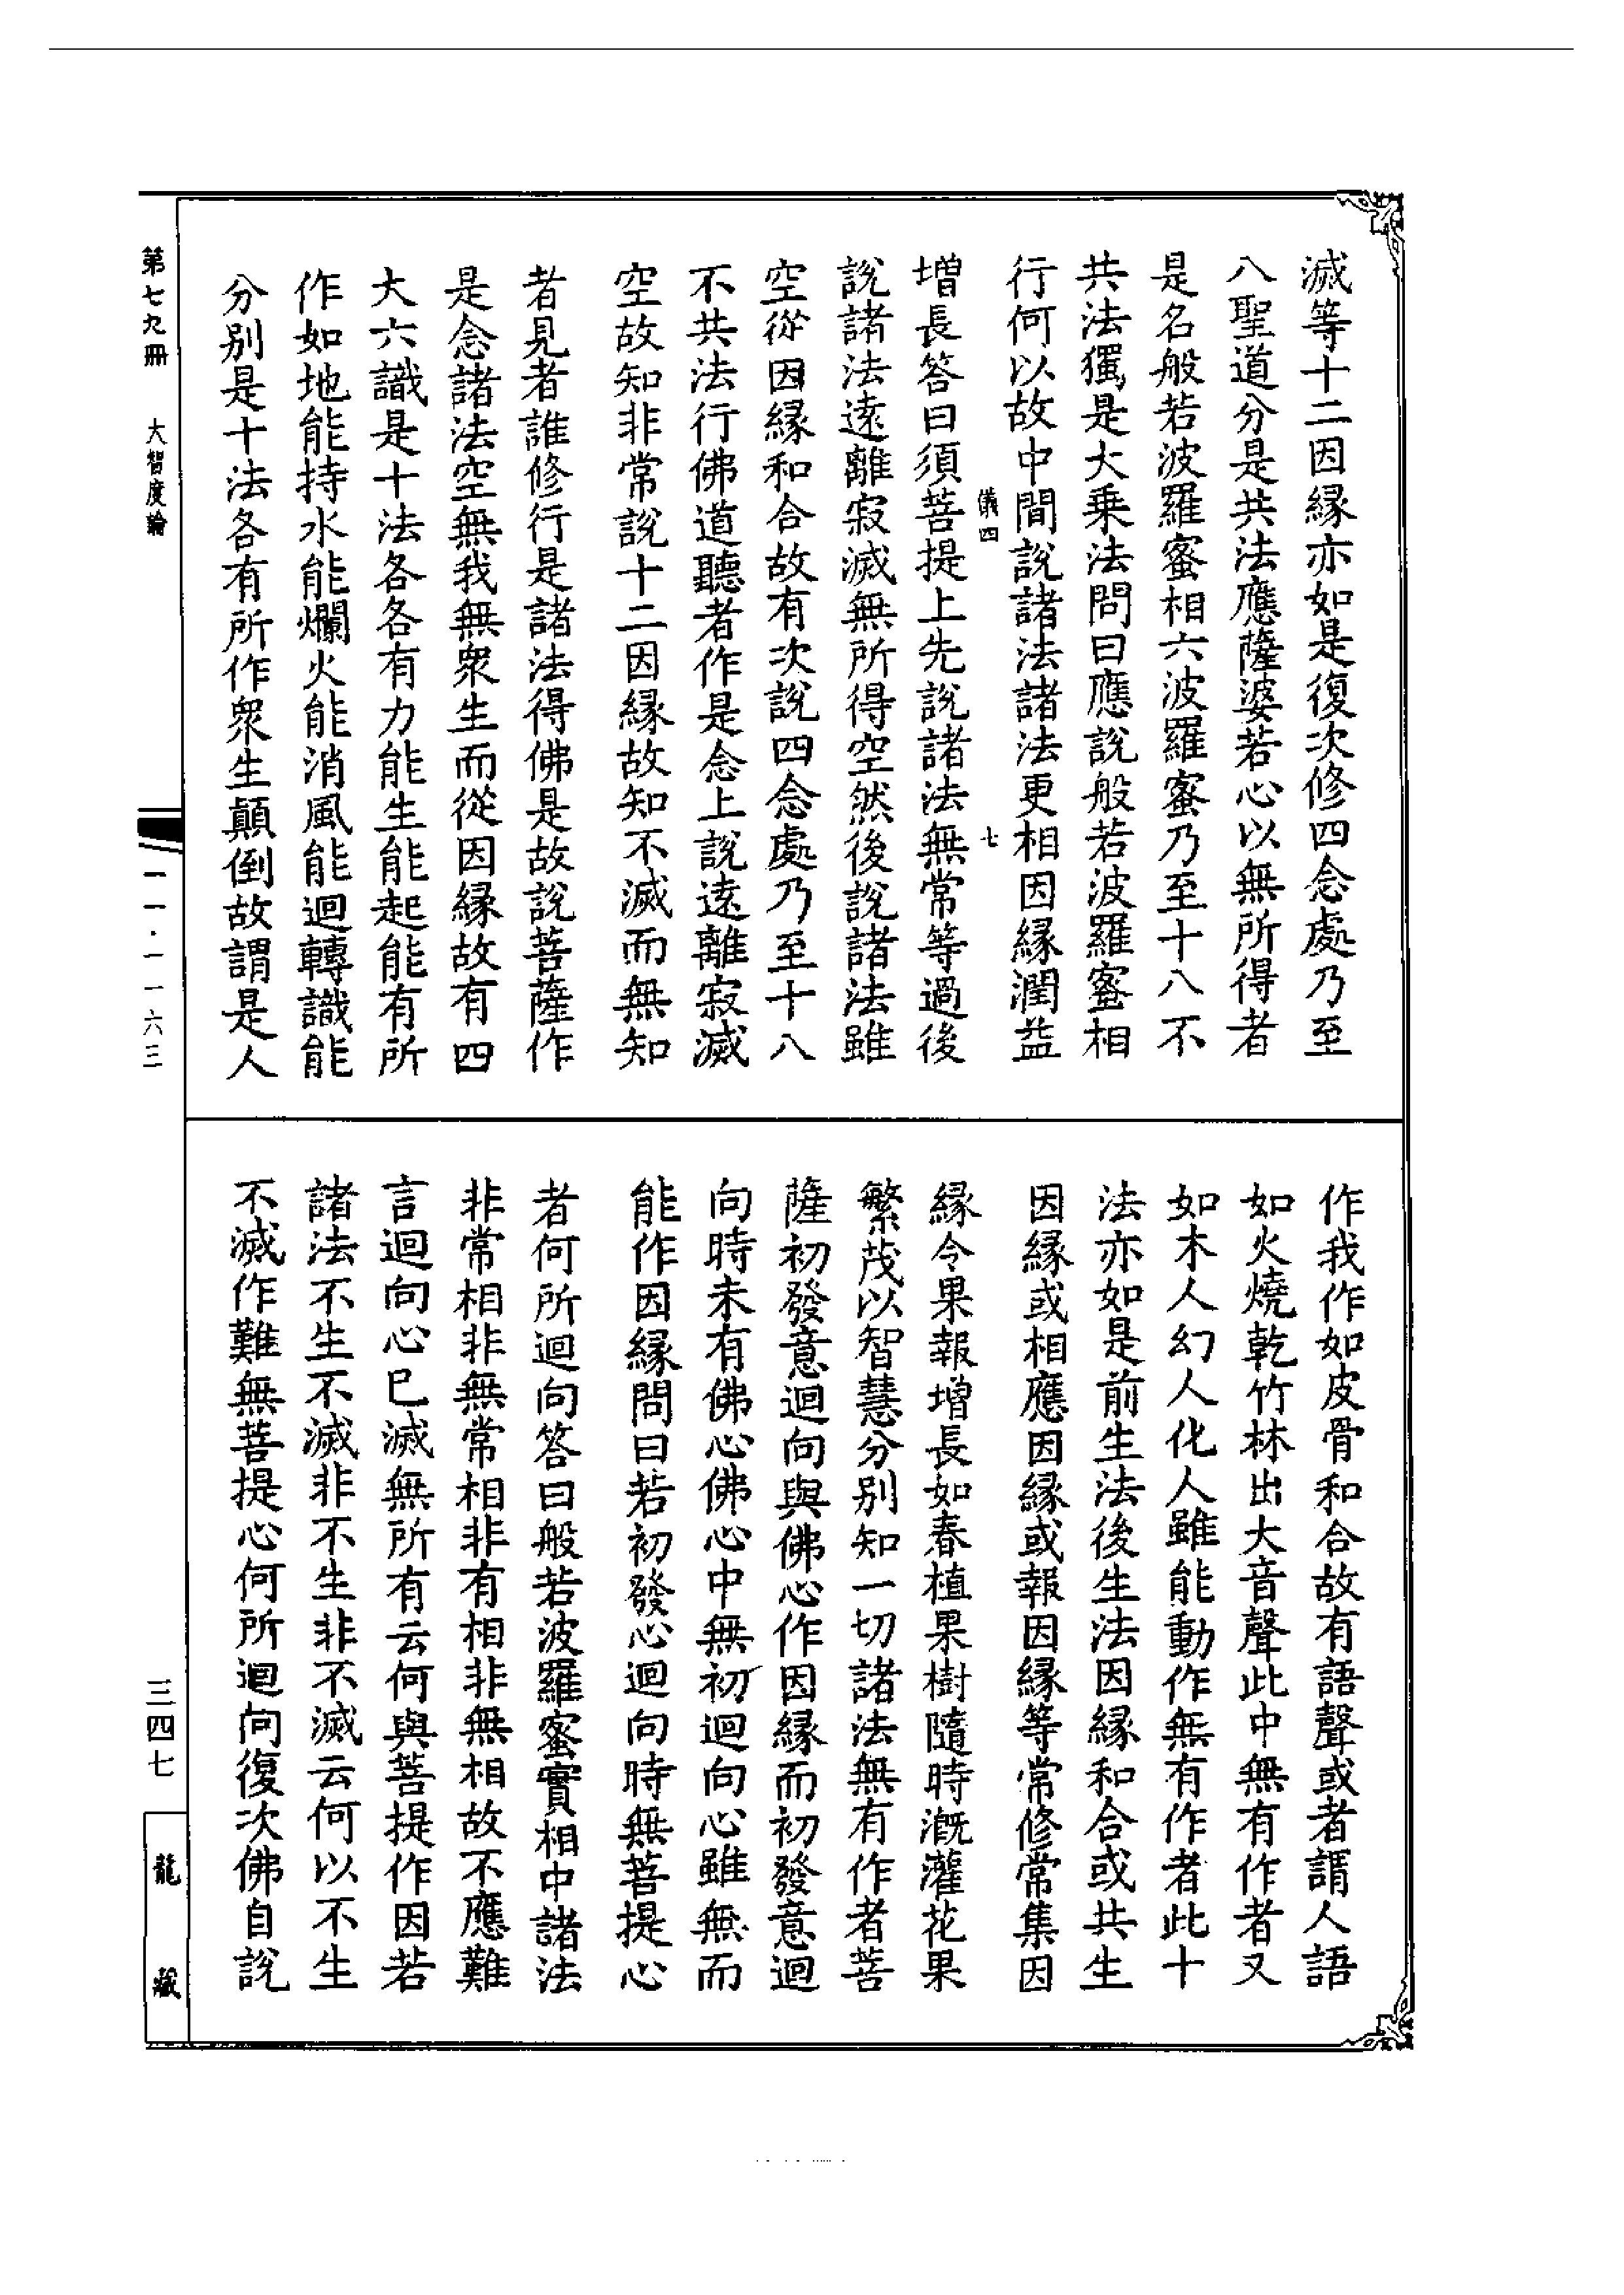 滅等十二因緣亦如是復次修四念處乃至
八聖道分是共法應薩婆若心以無所得者
是名般若波羅蜜相六波羅蜜乃至十八不
共法獨是大乘法問曰應說般若波羅蜜相
行何以故中間說諸法諸法更相因緣潤益
儀四 七
增長答曰須菩提上先說諸法無常等過後
說諸法遠離寂滅無所得空然後說諸法雖
空從因緣和合故有次說四念處乃至十八
不共法行佛道聽者作是念上說遠離寂滅
空故知非常說十二因緣故知不滅而無知
者見者誰修行是諸法得佛是故說菩薩作
是念諸法空無我無眾生而從因緣故有四
大六識是十法各各有力能生能起能有所
作如地能持水能爛火能消風能迴轉識能
分別是十法各有所作眾生顛倒故謂是人
作我作如皮骨和合故有語聲或者謂人語
如火燒乾竹林出大音聲此中無有作者又
如木人幻人化人雖能動作無有作者此十
法亦如是前生法後生法因緣和合或共生
因緣或相應因緣或報因緣等常修常集因
緣令果報增長如春植果樹隨時溉灌花果
繁茂以智慧分別知一切諸法無有作者菩
薩初發意迴向與佛心作因緣而初發意迴
向時未有佛心佛心中無初迴向心雖無而
能作因緣問曰若初發心迴向時無菩提心
者何所迴向答曰般若波羅蜜實相中諸法
非常相非無常相非有相非無相故不應難
言迴向心已滅無所有云何與菩提作因若
諸法不生不滅非不生非不滅云何以不生
不滅作難無菩提心何所迴向復次佛自說
第七九冊 大智度論
一一·一一六三
三四七
龍藏